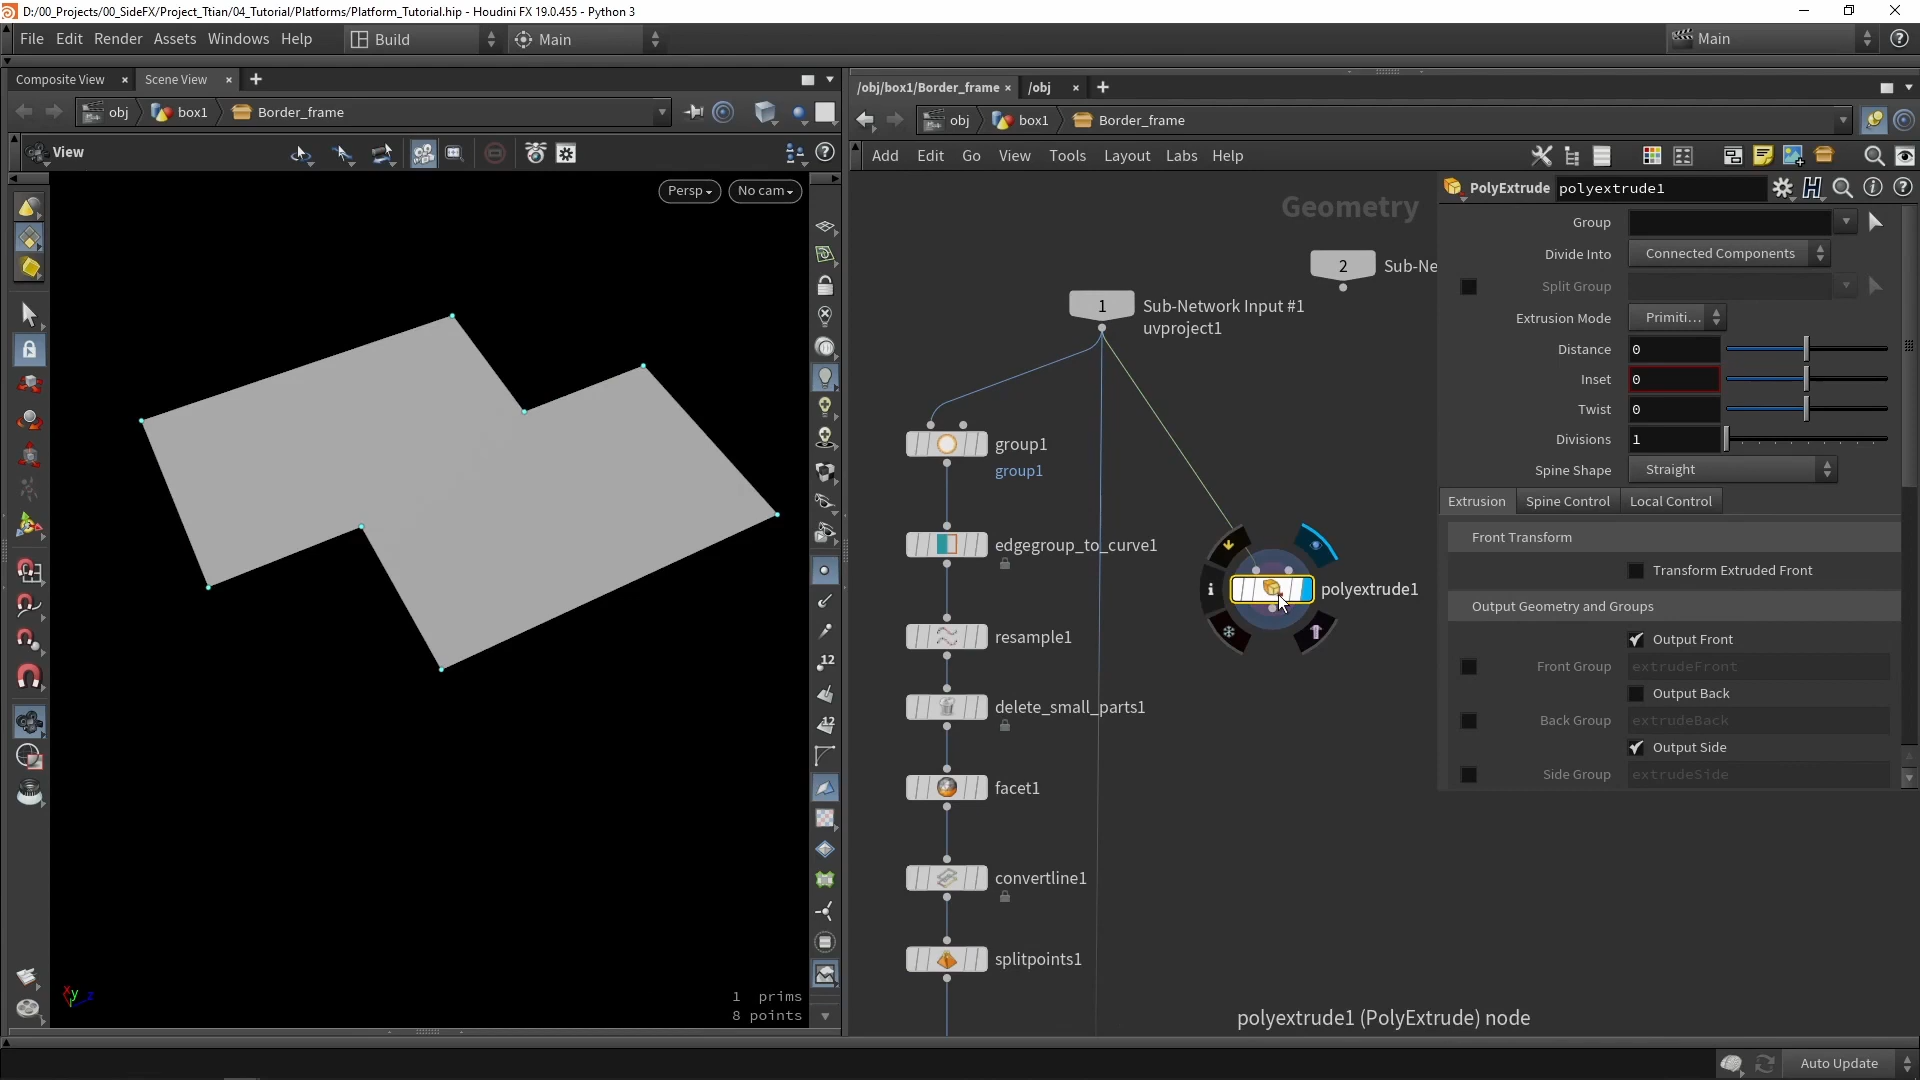 D:/00_Projects/00_SideFX/Project_Ttian/04_Tutorial/Platforms/Platform_Tutorial.hip - Houdini FX 19.0.455 - Python 3
File Edit Render Assets Windows Help Build Main Main
Composite View Scene View
/obj/box1/Border_frame /obj
obj box1 Border_frame
obj box1 Border_frame
View
Add Edit Go View Tools Layout Labs Help
Persp No cam
Geometry
PolyExtrude polyextrude1
Group
Divide Into Connected Components
Split Group
Extrusion Mode Primiti...
Distance 0
Inset 0
Twist 0
Divisions 1
Spine Shape Straight
Extrusion Spine Control Local Control
Front Transform
Transform Extruded Front
Output Geometry and Groups
Output Front
Front Group extrudeFront
Output Back
Back Group extrudeBack
Output Side
Side Group extrudeSide
2 Sub-Ne
1 Sub-Network Input #1
uvproject1
group1
group1
edgegroup_to_curve1
polyextrude1
resample1
delete_small_parts1
facet1
convertline1
splitpoints1
12
12
x y z
1 prims
8 points
polyextrude1 (PolyExtrude) node
Auto Update